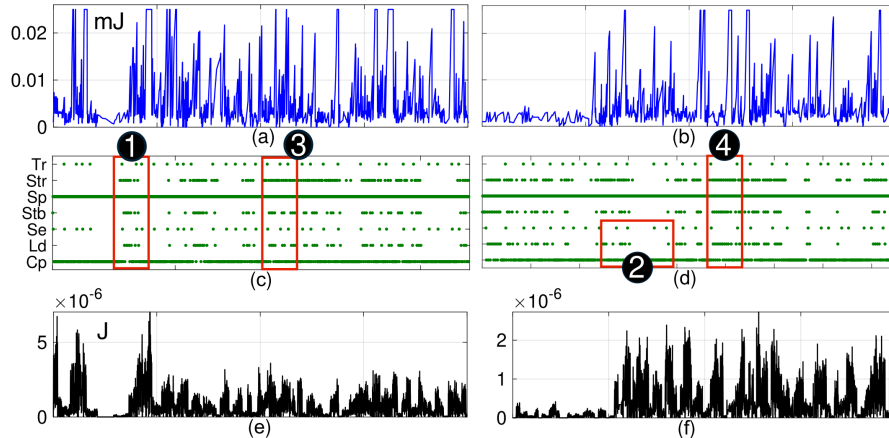 mJ
0.02
0.01
0
(a)
(b)
1
3
4
Tr
Str
Sp
Stb
Se
Ld
Cp
2
(c)
(d)
×10⁻⁶
J
5
0
(e)
×10⁻⁶
2
1
0
(f)